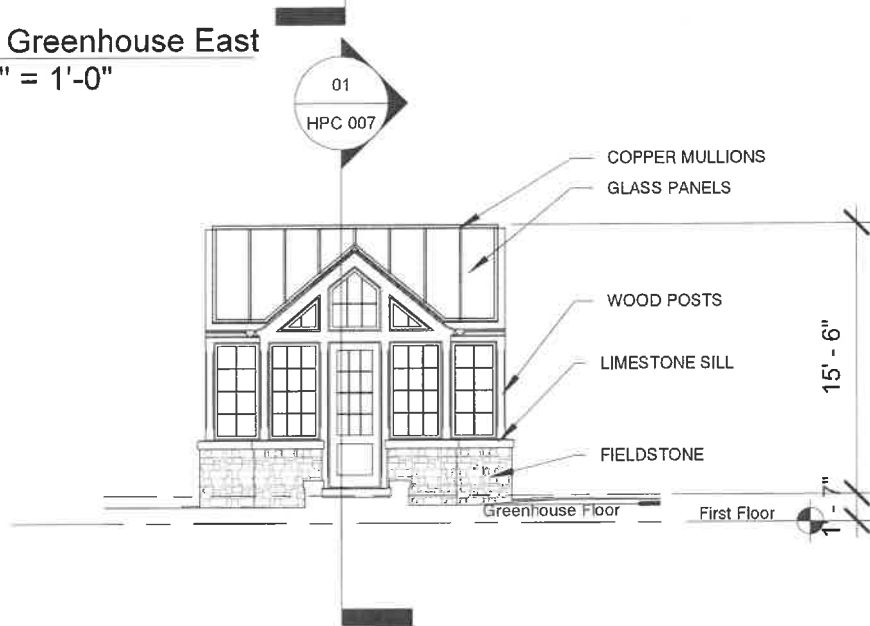 Greenhouse East
" = 1'-0"
01
HPC 007
COPPER MULLIONS
GLASS PANELS
WOOD POSTS
LIMESTONE SILL
FIELDSTONE
15' - 6"
Greenhouse Floor
First Floor
1' - 7"